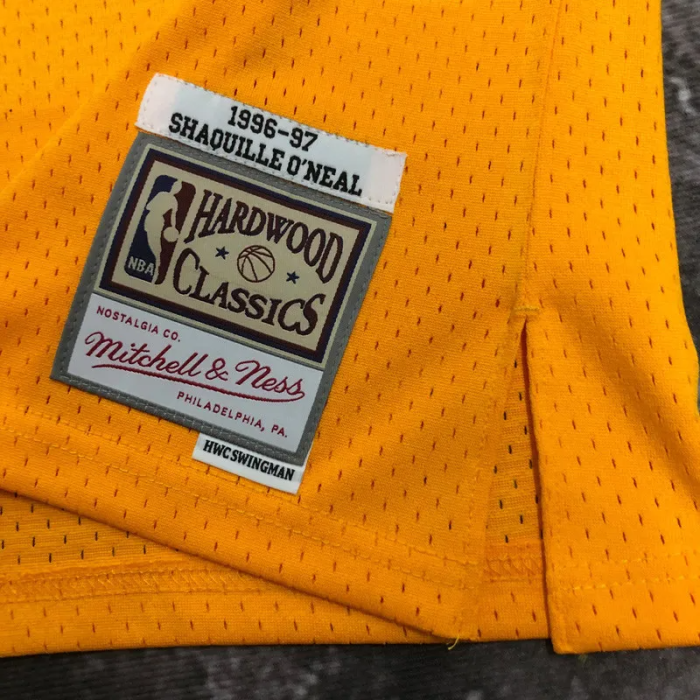 1996-97
SHAQUILLE O'NEAL
HARDWOOD
CLASSICS
NBA
NOSTALGIA CO.
Mitchell & Ness
PHILADELPHIA, PA.
HWC SWINGMAN